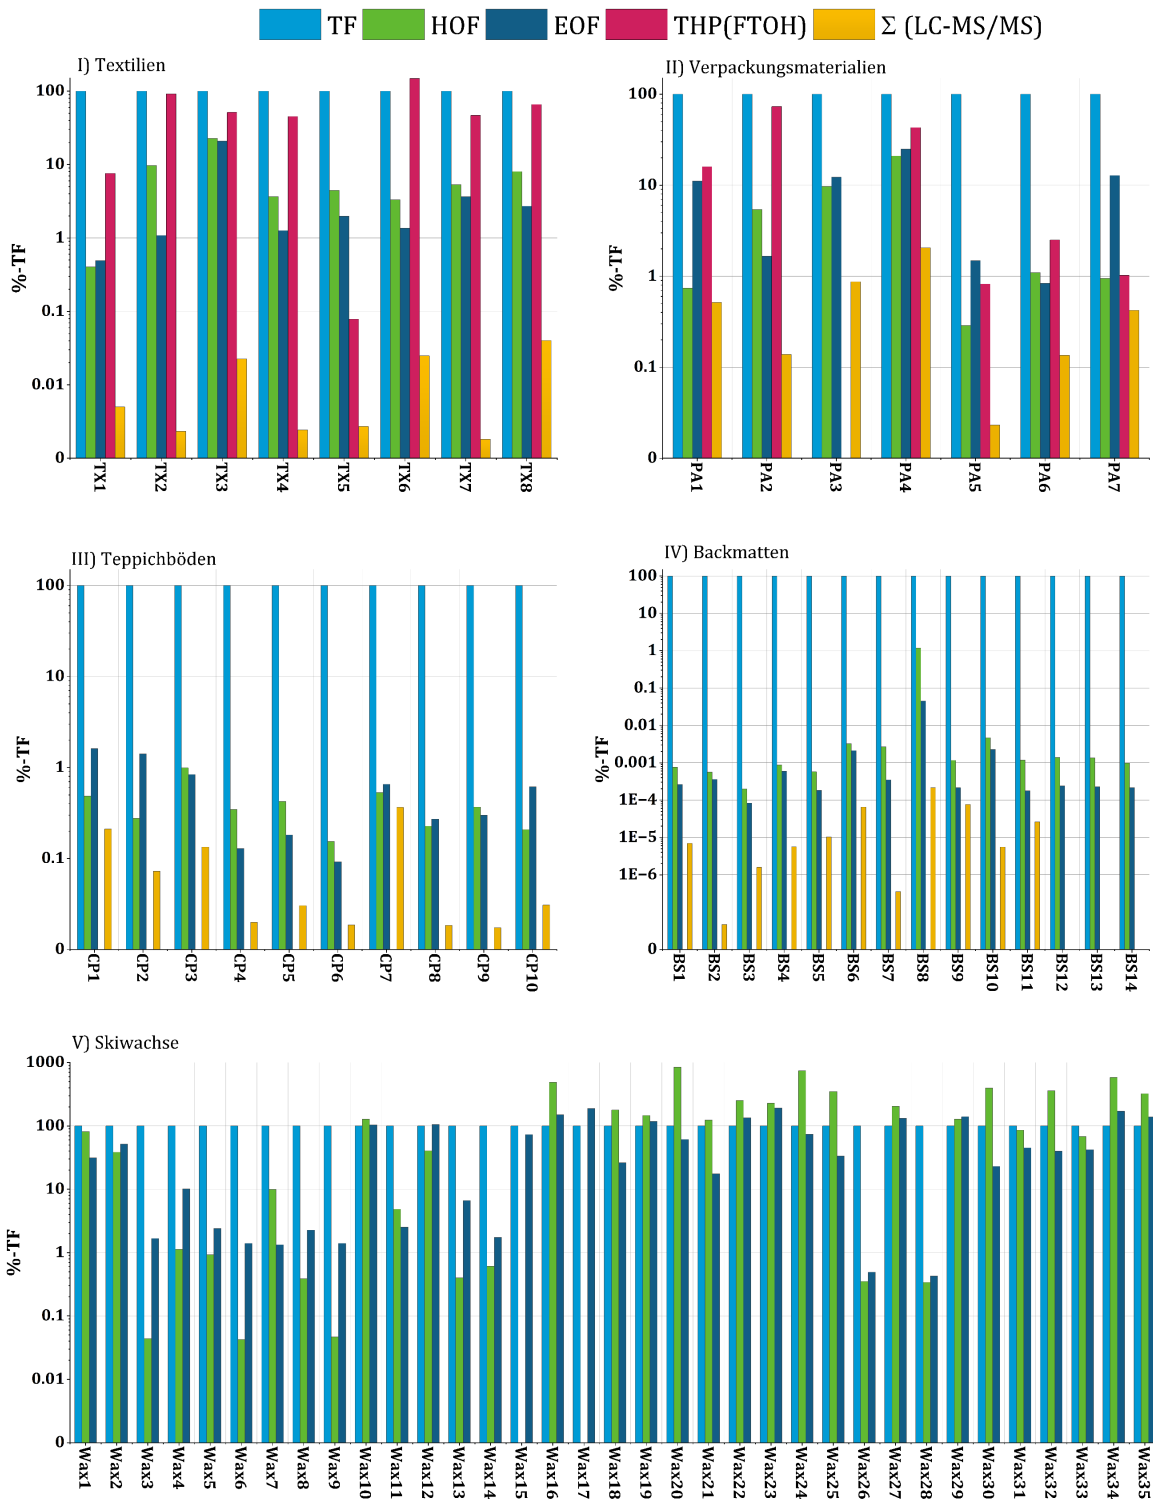 TF HOF EOF THP(FTOH) Σ (LC-MS/MS)
I) Textilien
%-TF
100
10
1
0.1
0.01
0
TX1 TX2 TX3 TX4 TX5 TX6 TX7 TX8
II) Verpackungsmaterialien
%-TF
100
10
1
0.1
0
PA1 PA2 PA3 PA4 PA5 PA6 PA7
III) Teppichböden
%-TF
100
10
1
0.1
0
CP1 CP2 CP3 CP4 CP5 CP6 CP7 CP8 CP9 CP10
IV) Backmatten
%-TF
100
10
1
0.1
0.01
0.001
1E-4
1E-5
1E-6
0
BS1 BS2 BS3 BS4 BS5 BS6 BS7 BS8 BS9 BS10 BS11 BS12 BS13 BS14
V) Skiwachse
%-TF
1000
100
10
1
0.1
0.01
0
Wax1 Wax2 Wax3 Wax4 Wax5 Wax6 Wax7 Wax8 Wax9 Wax10 Wax11 Wax12 Wax13 Wax14 Wax15 Wax16 Wax17 Wax18 Wax19 Wax20 Wax21 Wax22 Wax23 Wax24 Wax25 Wax26 Wax27 Wax28 Wax29 Wax30 Wax31 Wax32 Wax33 Wax34 Wax35